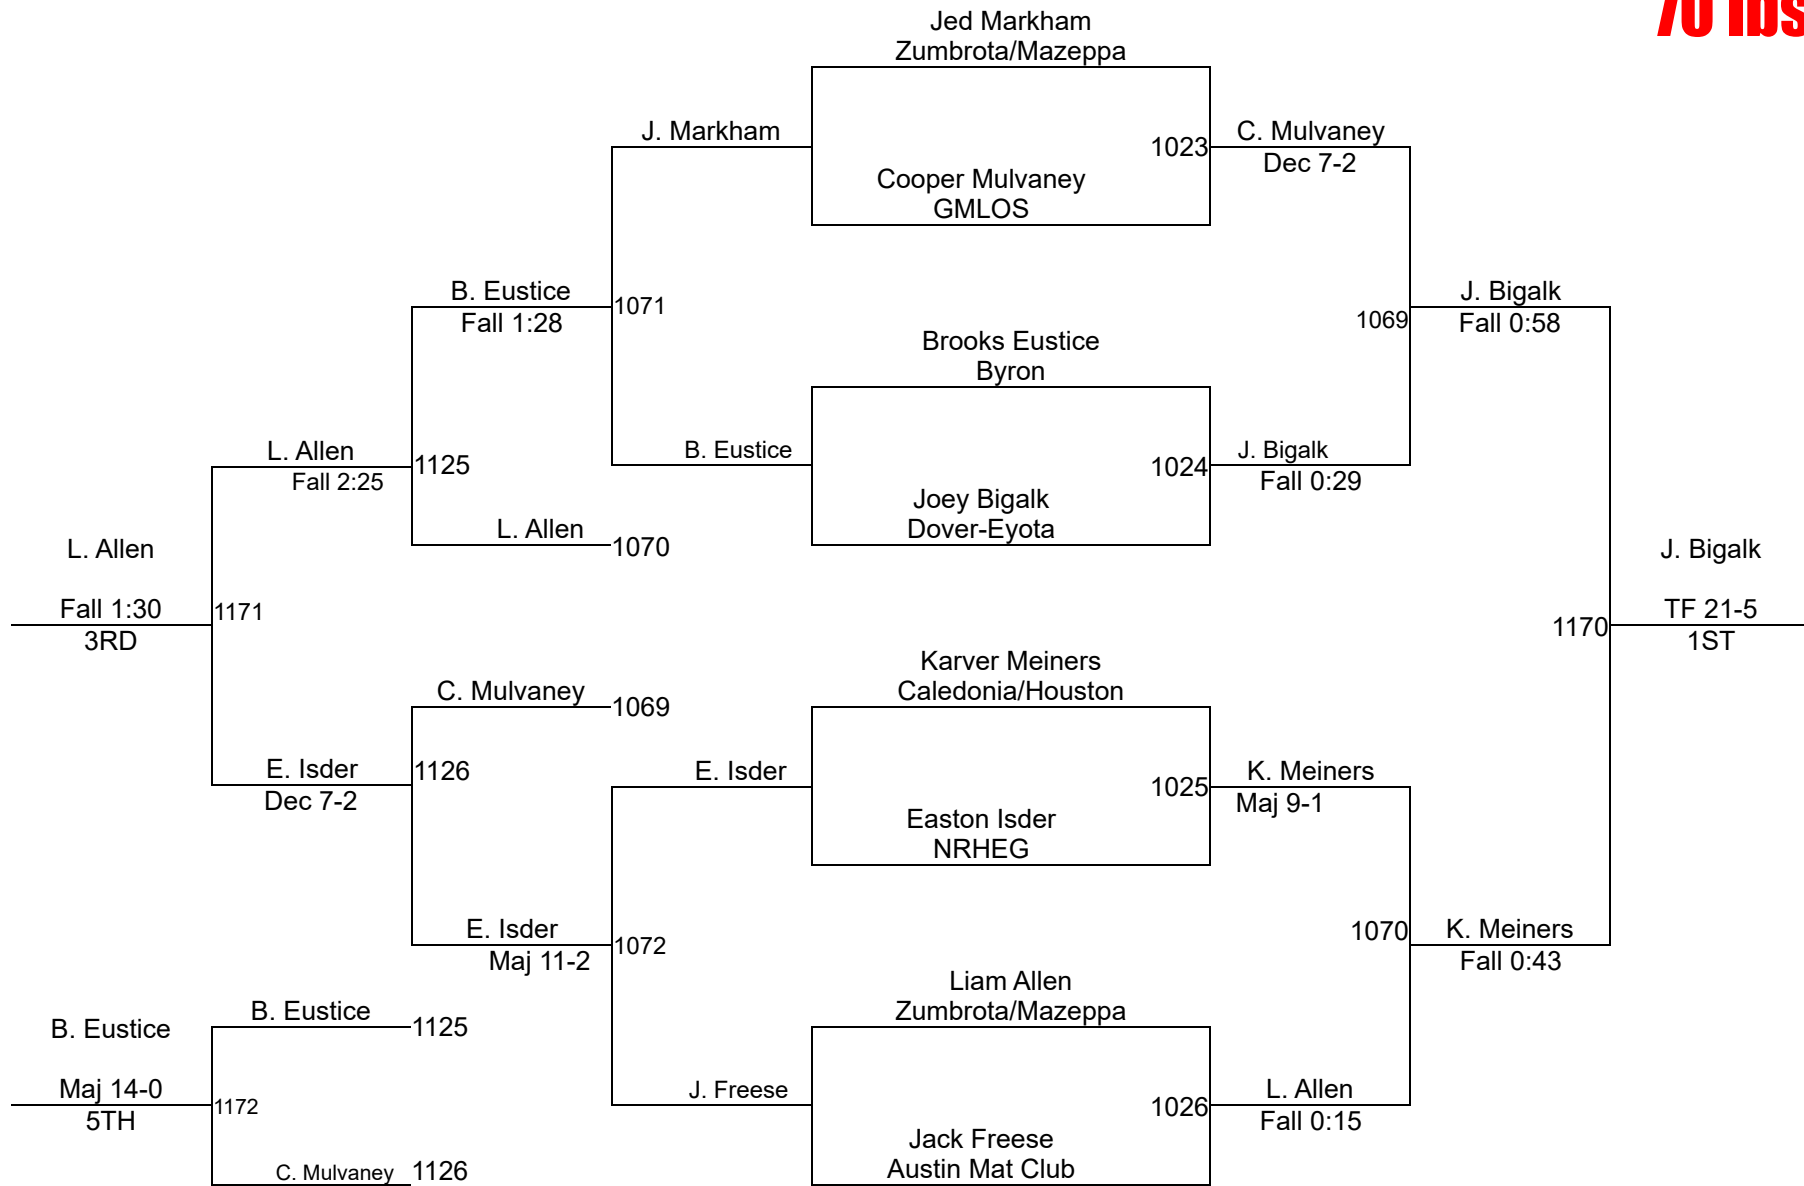 70 lbs
Jed Markham
Zumbrota/Mazeppa
J. Markham
1023
C. Mulvaney
Dec 7-2
Cooper Mulvaney
GMLOS
B. Eustice
Fall 1:28
1071
1069
J. Bigalk
Fall 0:58
Brooks Eustice
Byron
B. Eustice
1024
J. Bigalk
Fall 0:29
L. Allen
Fall 2:25
1125
Joey Bigalk
Dover-Eyota
L. Allen
1070
L. Allen
Fall 1:30
3RD
1171
J. Bigalk
TF 21-5
1ST
1170
Karver Meiners
Caledonia/Houston
C. Mulvaney
1069
E. Isder
Dec 7-2
1126
E. Isder
1025
K. Meiners
Maj 9-1
Easton Isder
NRHEG
E. Isder
Maj 11-2
1072
1070
K. Meiners
Fall 0:43
Liam Allen
Zumbrota/Mazeppa
B. Eustice
1125
B. Eustice
Maj 14-0
5TH
1172
J. Freese
1026
L. Allen
Fall 0:15
Jack Freese
Austin Mat Club
C. Mulvaney
1126